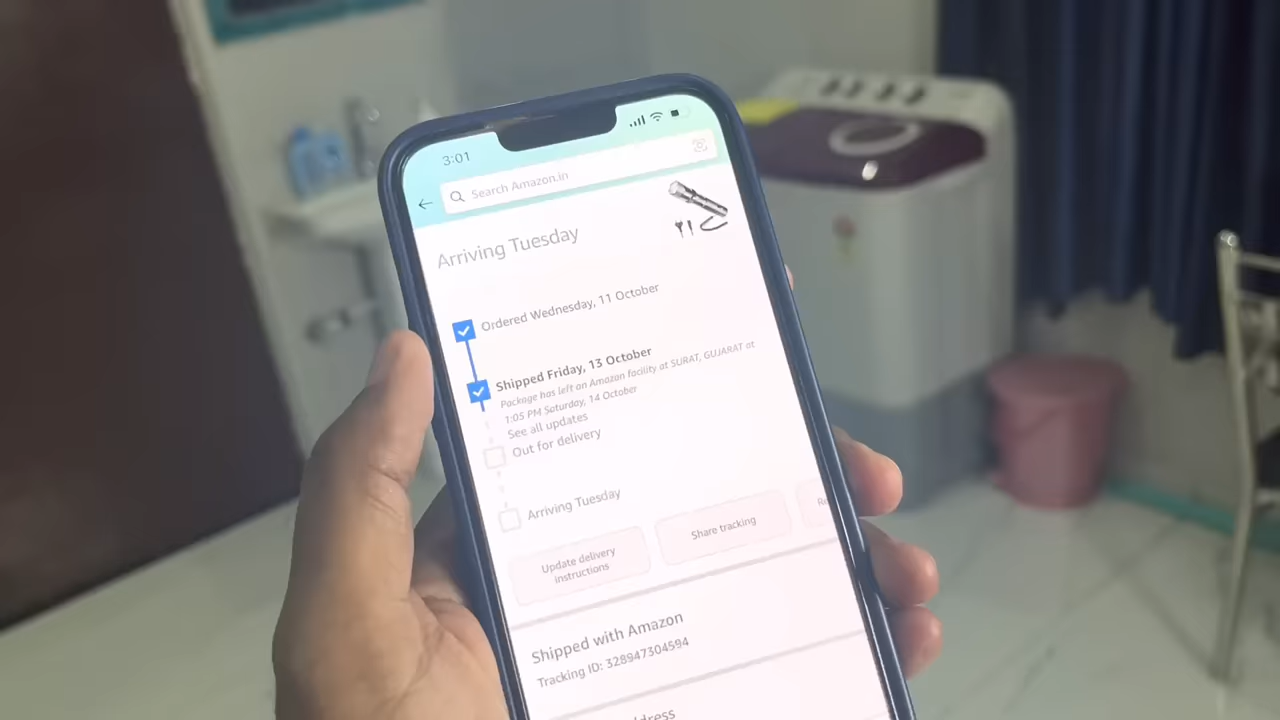 3:01
Search Amazon.in
Arriving Tuesday
Ordered Wednesday, 11 October
Shipped Friday, 13 October
Package has left an Amazon facility at SURAT, GUJARAT at
1:05 PM Saturday, 14 October
See all updates
Out for delivery
Arriving Tuesday
Update delivery
instructions
Share tracking
Shipped with Amazon
Tracking ID: 328947304594